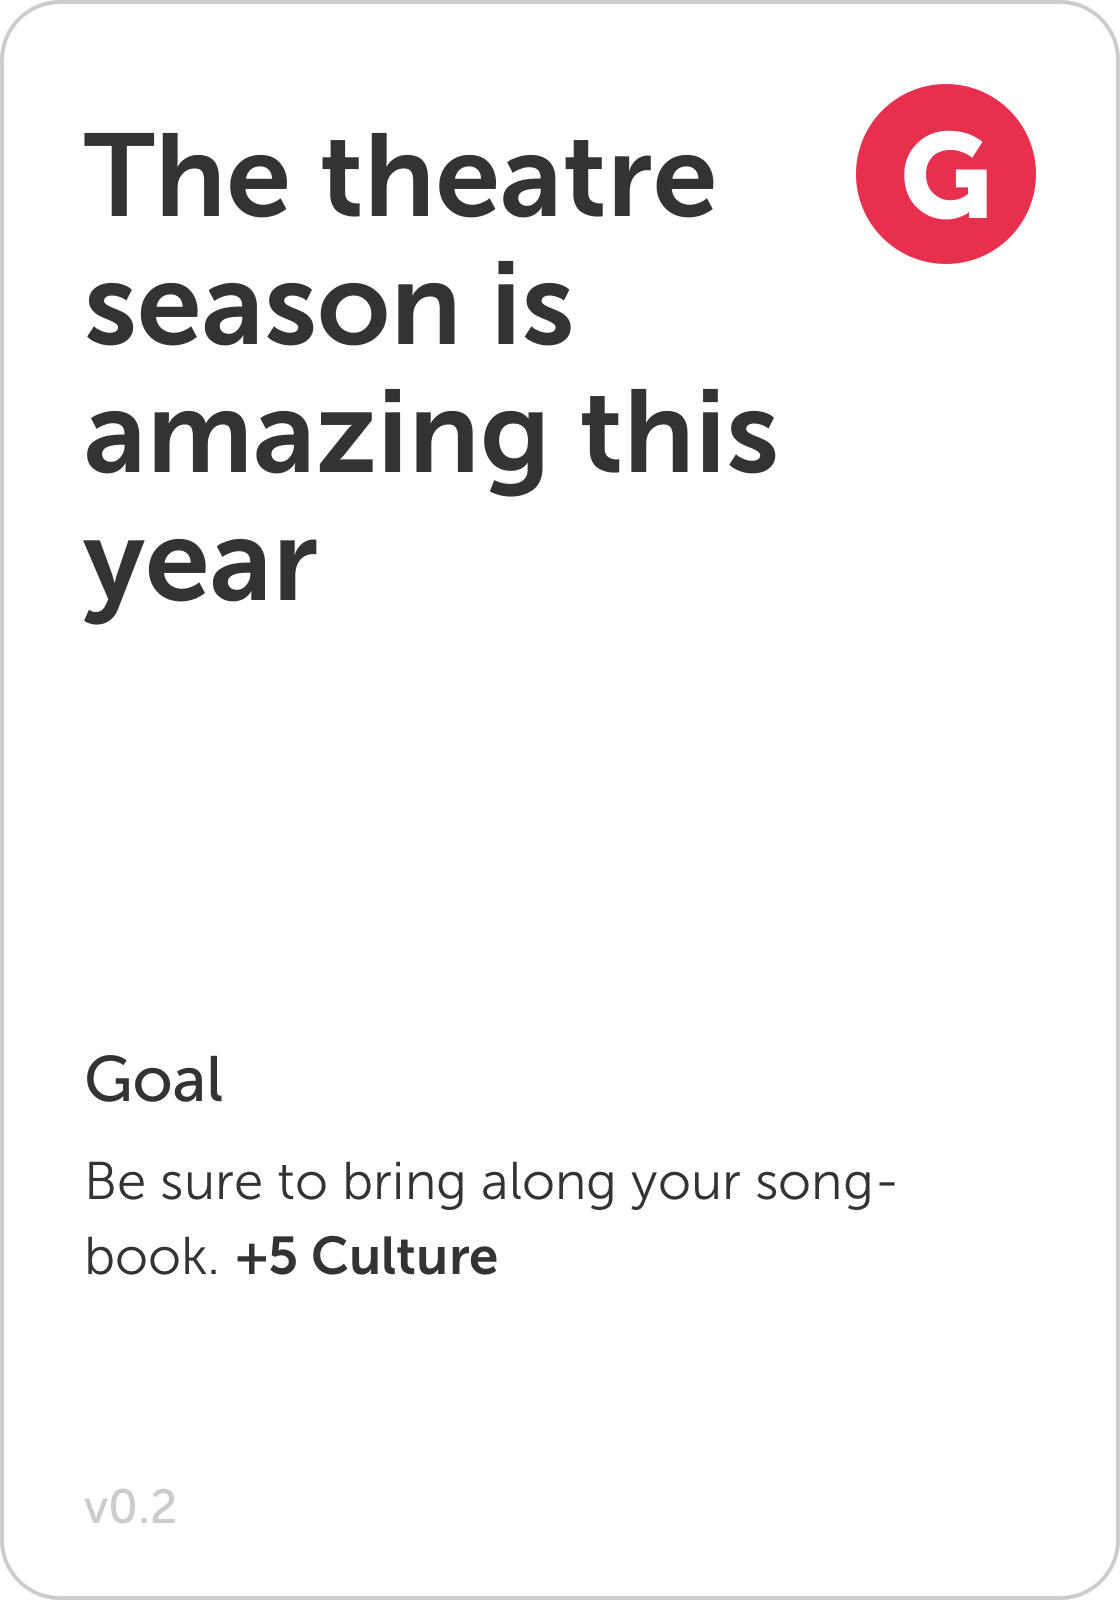 The theatre
G
season is
amazing this
year
Goal
Be sure to bring along your song-
book. +5 Culture
v0.2